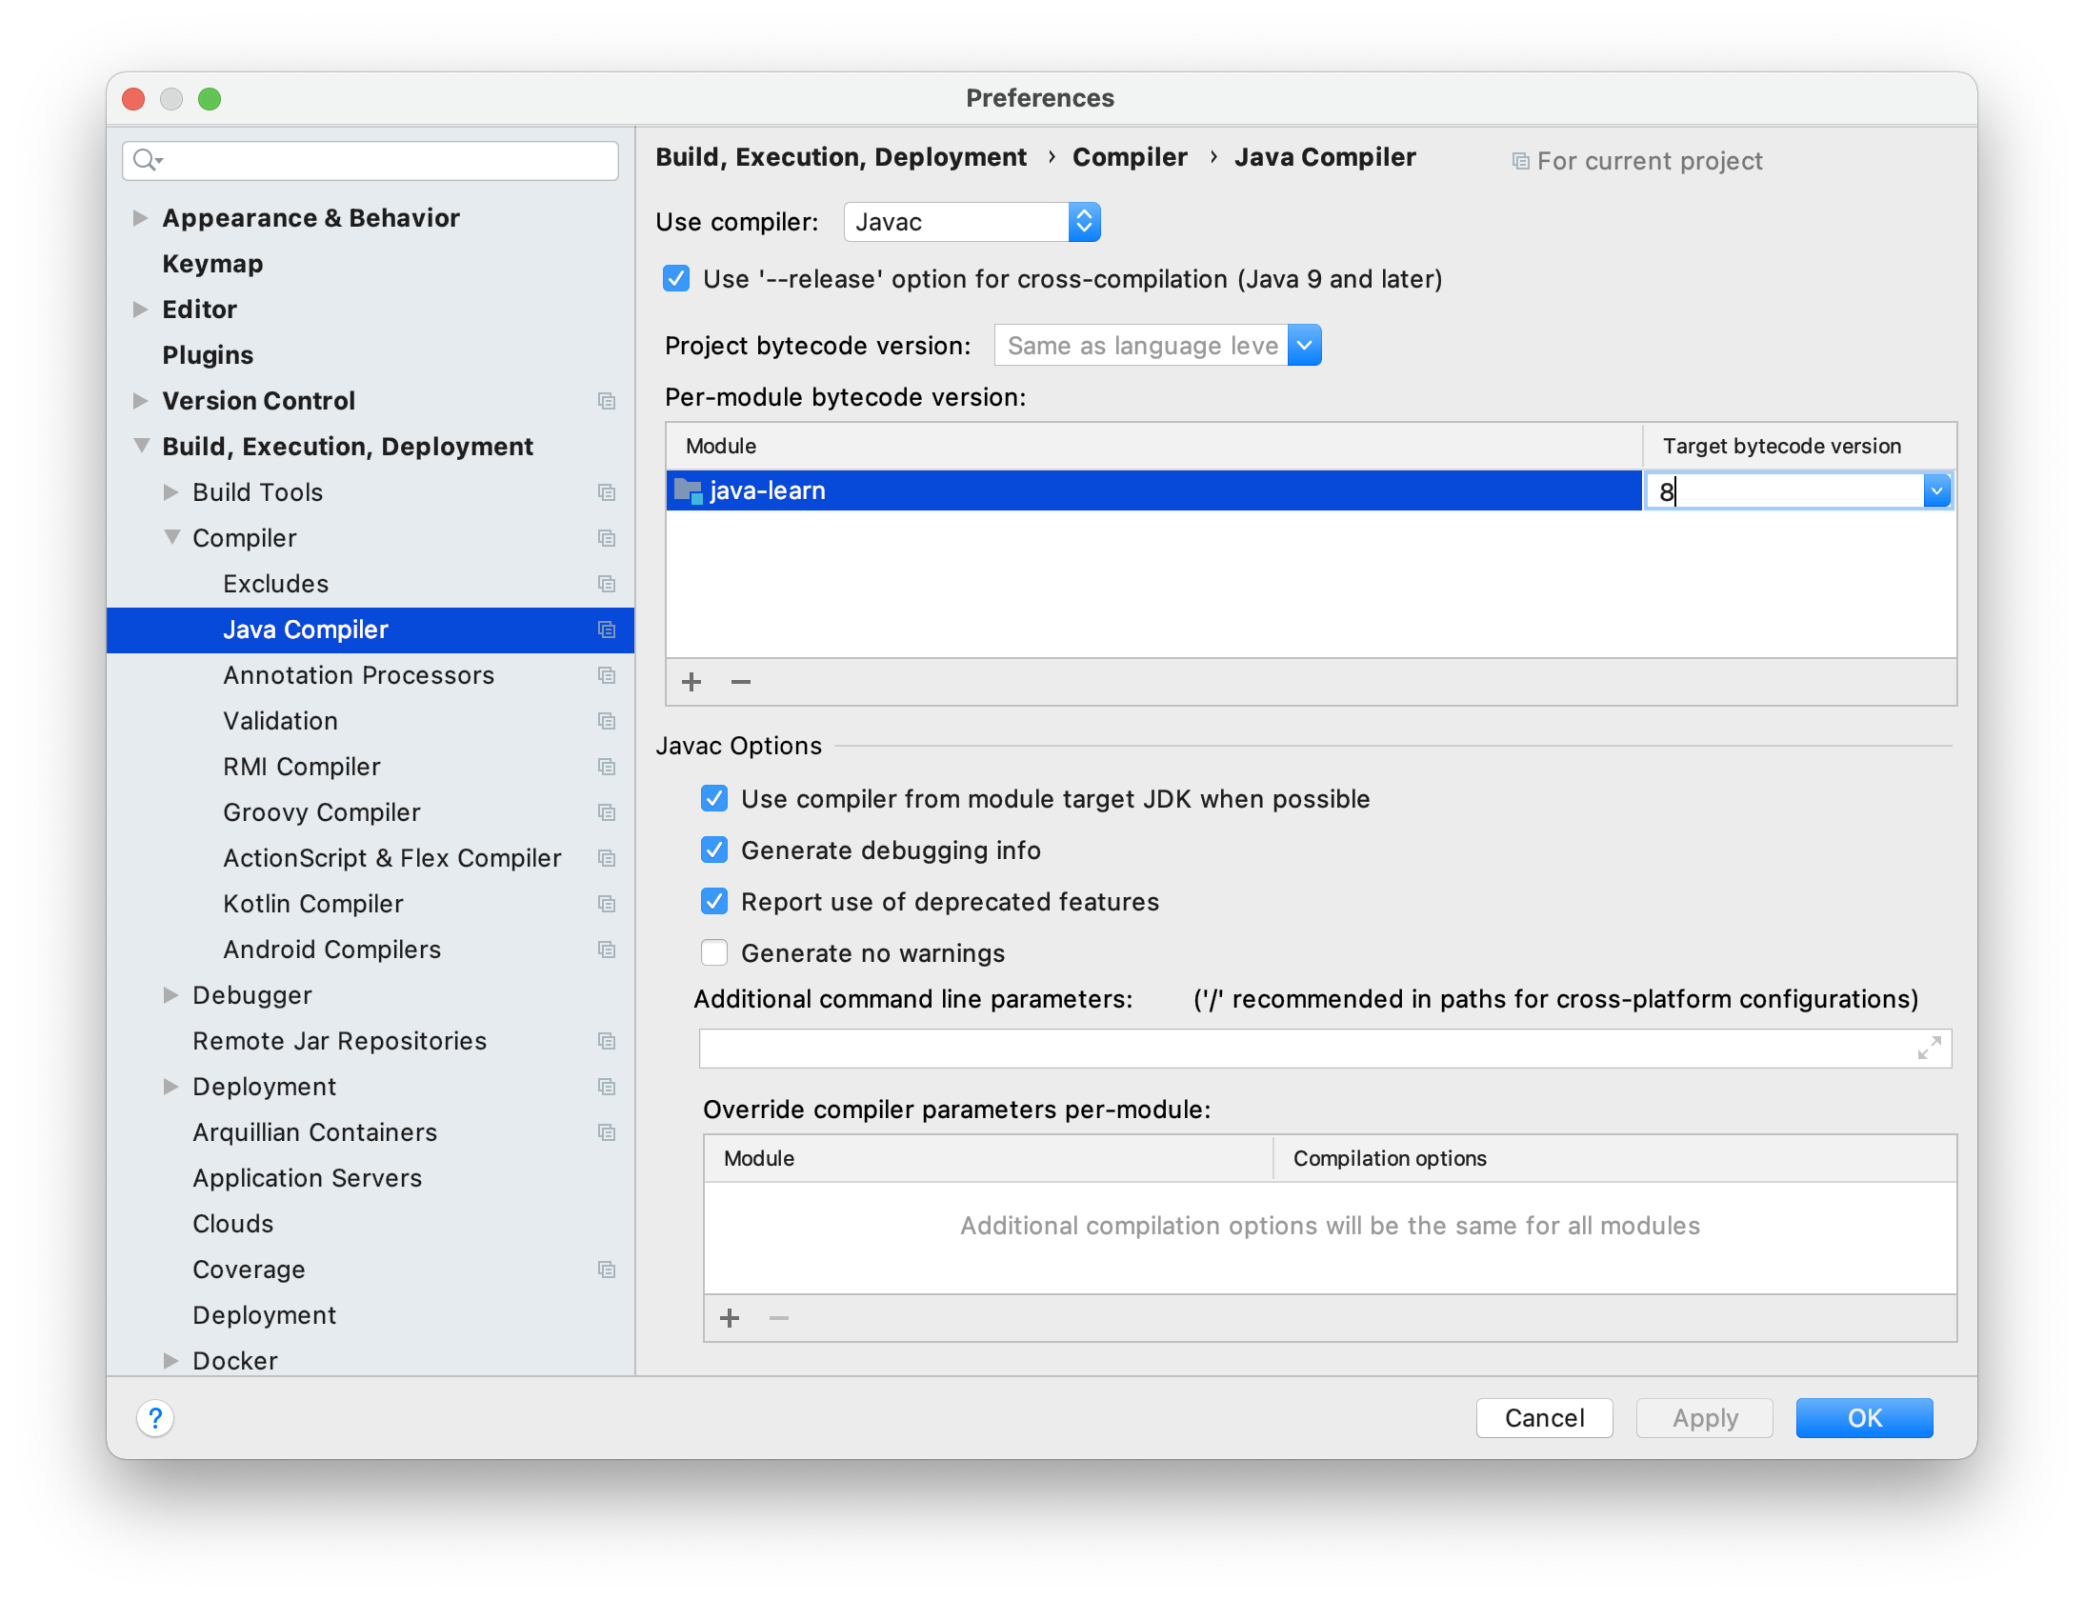 Preferences
Appearance & Behavior
Keymap
Editor
Plugins
Version Control
Build, Execution, Deployment
Build Tools
Compiler
Excludes
Java Compiler
Annotation Processors
Validation
RMI Compiler
Groovy Compiler
ActionScript & Flex Compiler
Kotlin Compiler
Android Compilers
Debugger
Remote Jar Repositories
Deployment
Arquillian Containers
Application Servers
Clouds
Coverage
Deployment
Docker
Build, Execution, Deployment › Compiler › Java Compiler For current project
Use compiler: Javac
Use '--release' option for cross-compilation (Java 9 and later)
Project bytecode version: Same as language leve
Per-module bytecode version:
Module Target bytecode version
java-learn 8
Javac Options
Use compiler from module target JDK when possible
Generate debugging info
Report use of deprecated features
Generate no warnings
Additional command line parameters: ('/' recommended in paths for cross-platform configurations)
Override compiler parameters per-module:
Module Compilation options
Additional compilation options will be the same for all modules
? Cancel Apply OK